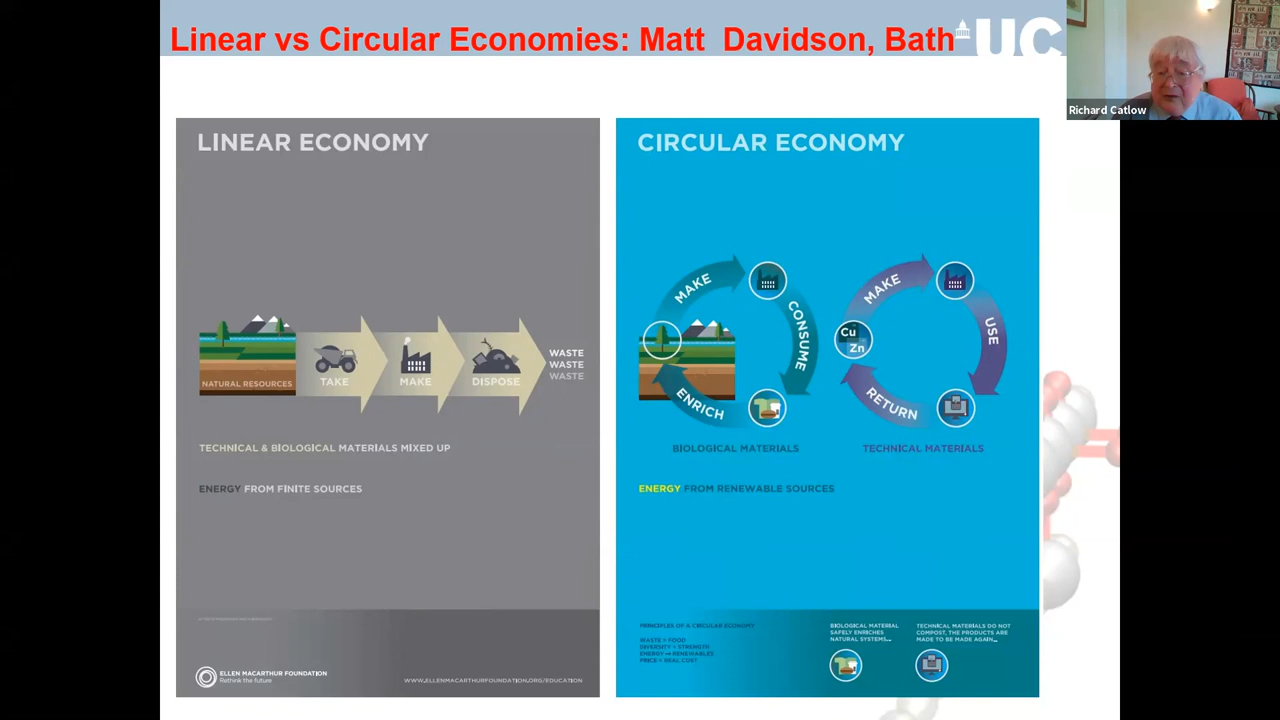 Linear vs Circular Economies: Matt Davidson, Bath
UC
Richard Catlow
LINEAR ECONOMY
NATURAL RESOURCES
TAKE
MAKE
DISPOSE
WASTE
WASTE
WASTE
TECHNICAL & BIOLOGICAL MATERIALS MIXED UP
ENERGY FROM FINITE SOURCES
ELLEN MACARTHUR FOUNDATION
Rethink the future
WWW.ELLENMACARTHURFOUNDATION.ORG/EDUCATION
CIRCULAR ECONOMY
MAKE
CONSUME
ENRICH
BIOLOGICAL MATERIALS
MAKE
USE
RETURN
Cu
Zn
TECHNICAL MATERIALS
ENERGY FROM RENEWABLE SOURCES
PRINCIPLES OF A CIRCULAR ECONOMY
WASTE = FOOD
DIVERSITY = STRENGTH
ENERGY = RENEWABLES
PRICE = REAL COST
BIOLOGICAL MATERIAL
SAFELY ENRICHES
NATURAL SYSTEMS...
TECHNICAL MATERIALS DO NOT
COMPOST, THE PRODUCTS ARE
MADE TO BE MADE AGAIN...